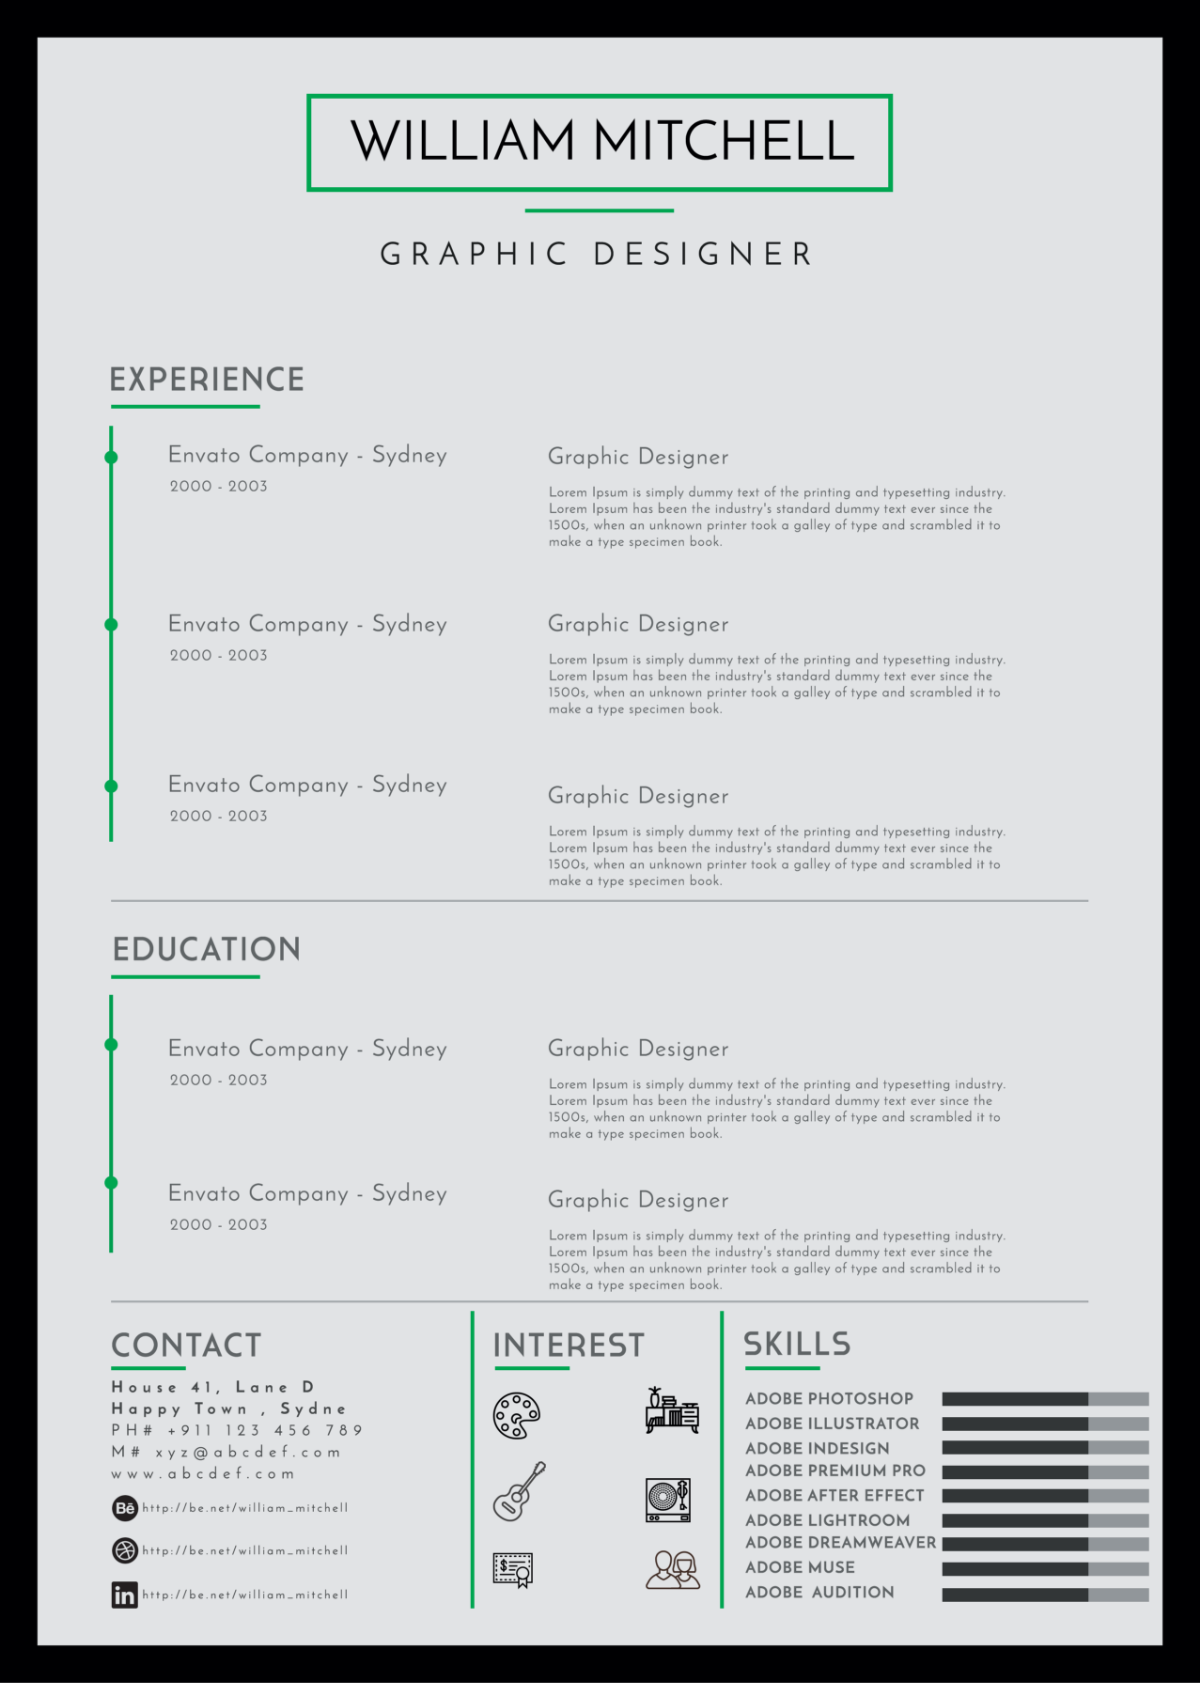 WILLIAM MITCHELL
GRAPHIC DESIGNER
EXPERIENCE
Envato Company - Sydney
2000 - 2003
Graphic Designer
Lorem Ipsum is simply dummy text of the printing and typesetting industry.
Lorem Ipsum has been the industry's standard dummy text ever since the
1500s, when an unknown printer took a galley of type and scrambled it to
make a type specimen book.
Envato Company - Sydney
2000 - 2003
Graphic Designer
Lorem Ipsum is simply dummy text of the printing and typesetting industry.
Lorem Ipsum has been the industry's standard dummy text ever since the
1500s, when an unknown printer took a galley of type and scrambled it to
make a type specimen book.
Envato Company - Sydney
2000 - 2003
Graphic Designer
Lorem Ipsum is simply dummy text of the printing and typesetting industry.
Lorem Ipsum has been the industry's standard dummy text ever since the
1500s, when an unknown printer took a galley of type and scrambled it to
make a type specimen book.
EDUCATION
Envato Company - Sydney
2000 - 2003
Graphic Designer
Lorem Ipsum is simply dummy text of the printing and typesetting industry.
Lorem Ipsum has been the industry's standard dummy text ever since the
1500s, when an unknown printer took a galley of type and scrambled it to
make a type specimen book.
Envato Company - Sydney
2000 - 2003
Graphic Designer
Lorem Ipsum is simply dummy text of the printing and typesetting industry.
Lorem Ipsum has been the industry's standard dummy text ever since the
1500s, when an unknown printer took a galley of type and scrambled it to
make a type specimen book.
CONTACT
House 41, Lane D
Happy Town , Sydne
PH# +911 123 456 789
M# xyz@abcdef.com
www.abcdef.com
Bē http://be.net/william_mitchell
http://be.net/william_mitchell
in http://be.net/william_mitchell
INTEREST
$
SKILLS
ADOBE PHOTOSHOP
ADOBE ILLUSTRATOR
ADOBE INDESIGN
ADOBE PREMIUM PRO
ADOBE AFTER EFFECT
ADOBE LIGHTROOM
ADOBE DREAMWEAVER
ADOBE MUSE
ADOBE AUDITION